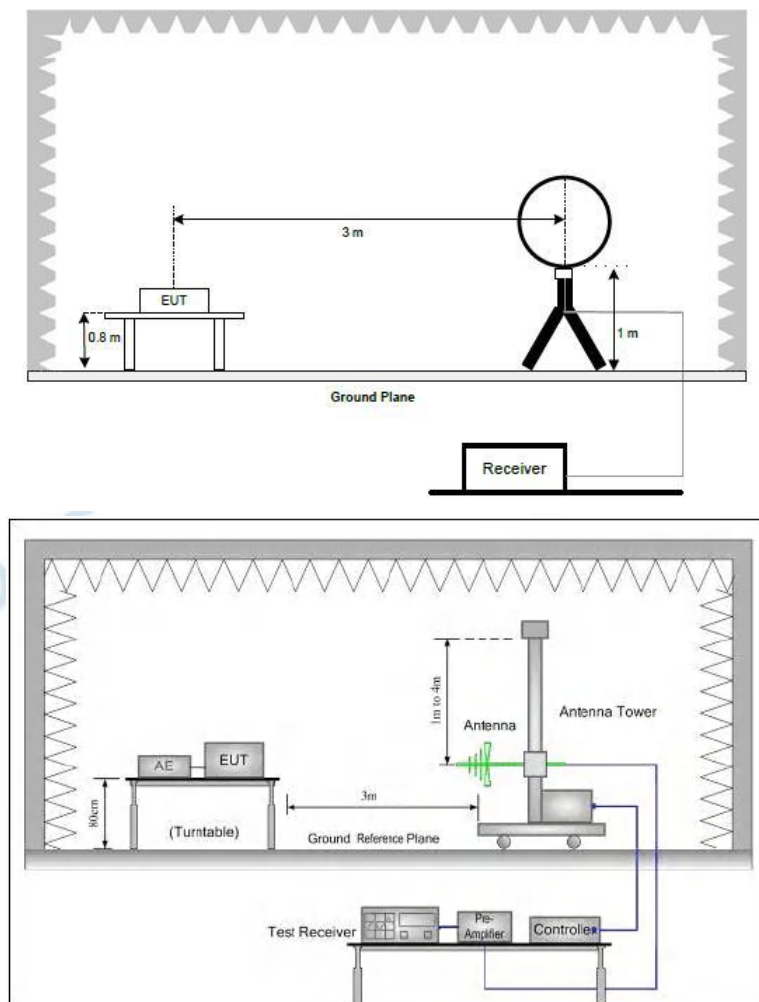 3 m
EUT
0.8 m
1 m
Ground Plane
Receiver
1m to 4m
Antenna
Antenna Tower
AE
EUT
3m
80cm
(Turntable)
Ground Reference Plane
Test Receiver
Pre-
Amplifier
Controlle